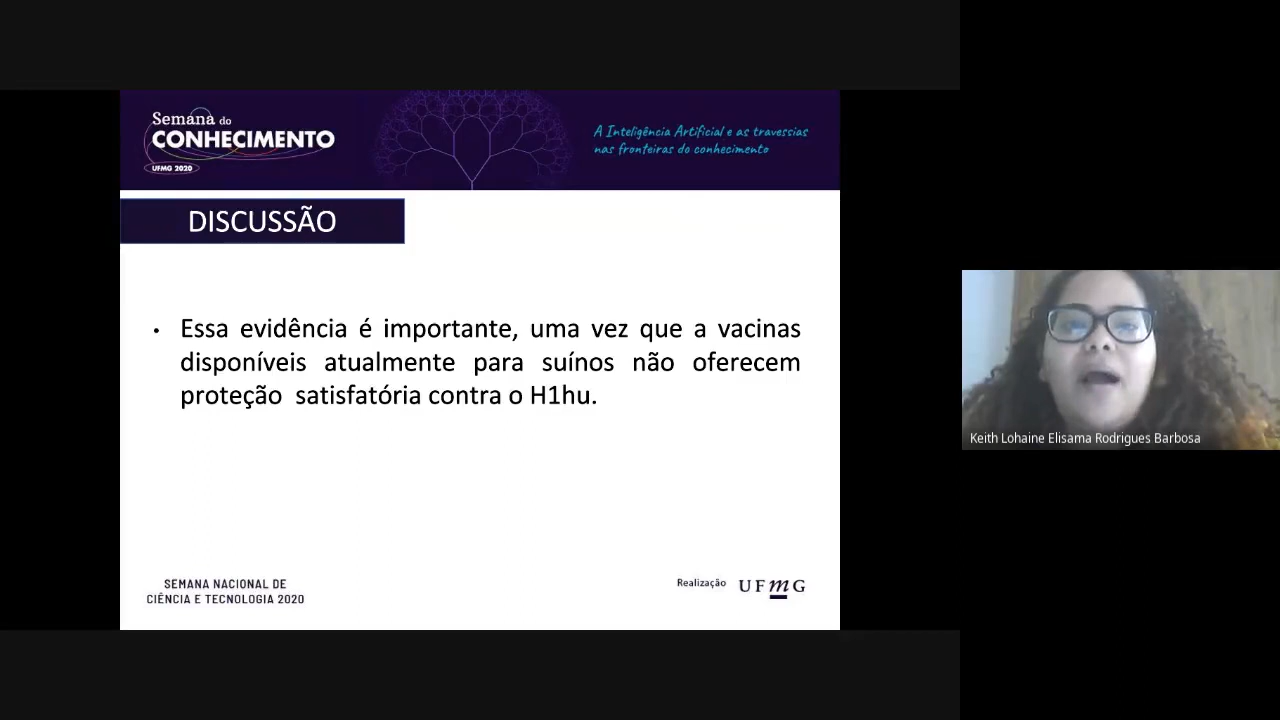 Semana do
CONHECIMENTO
UFMG 2020
A Inteligência Artificial e as travessias
nas fronteiras do conhecimento
DISCUSSÃO
• Essa evidência é importante, uma vez que a vacinas
disponíveis atualmente para suínos não oferecem
proteção satisfatória contra o H1hu.
Keith Lohaine Elisama Rodrigues Barbosa
SEMANA NACIONAL DE
CIÊNCIA E TECNOLOGIA 2020
Realização UFMG